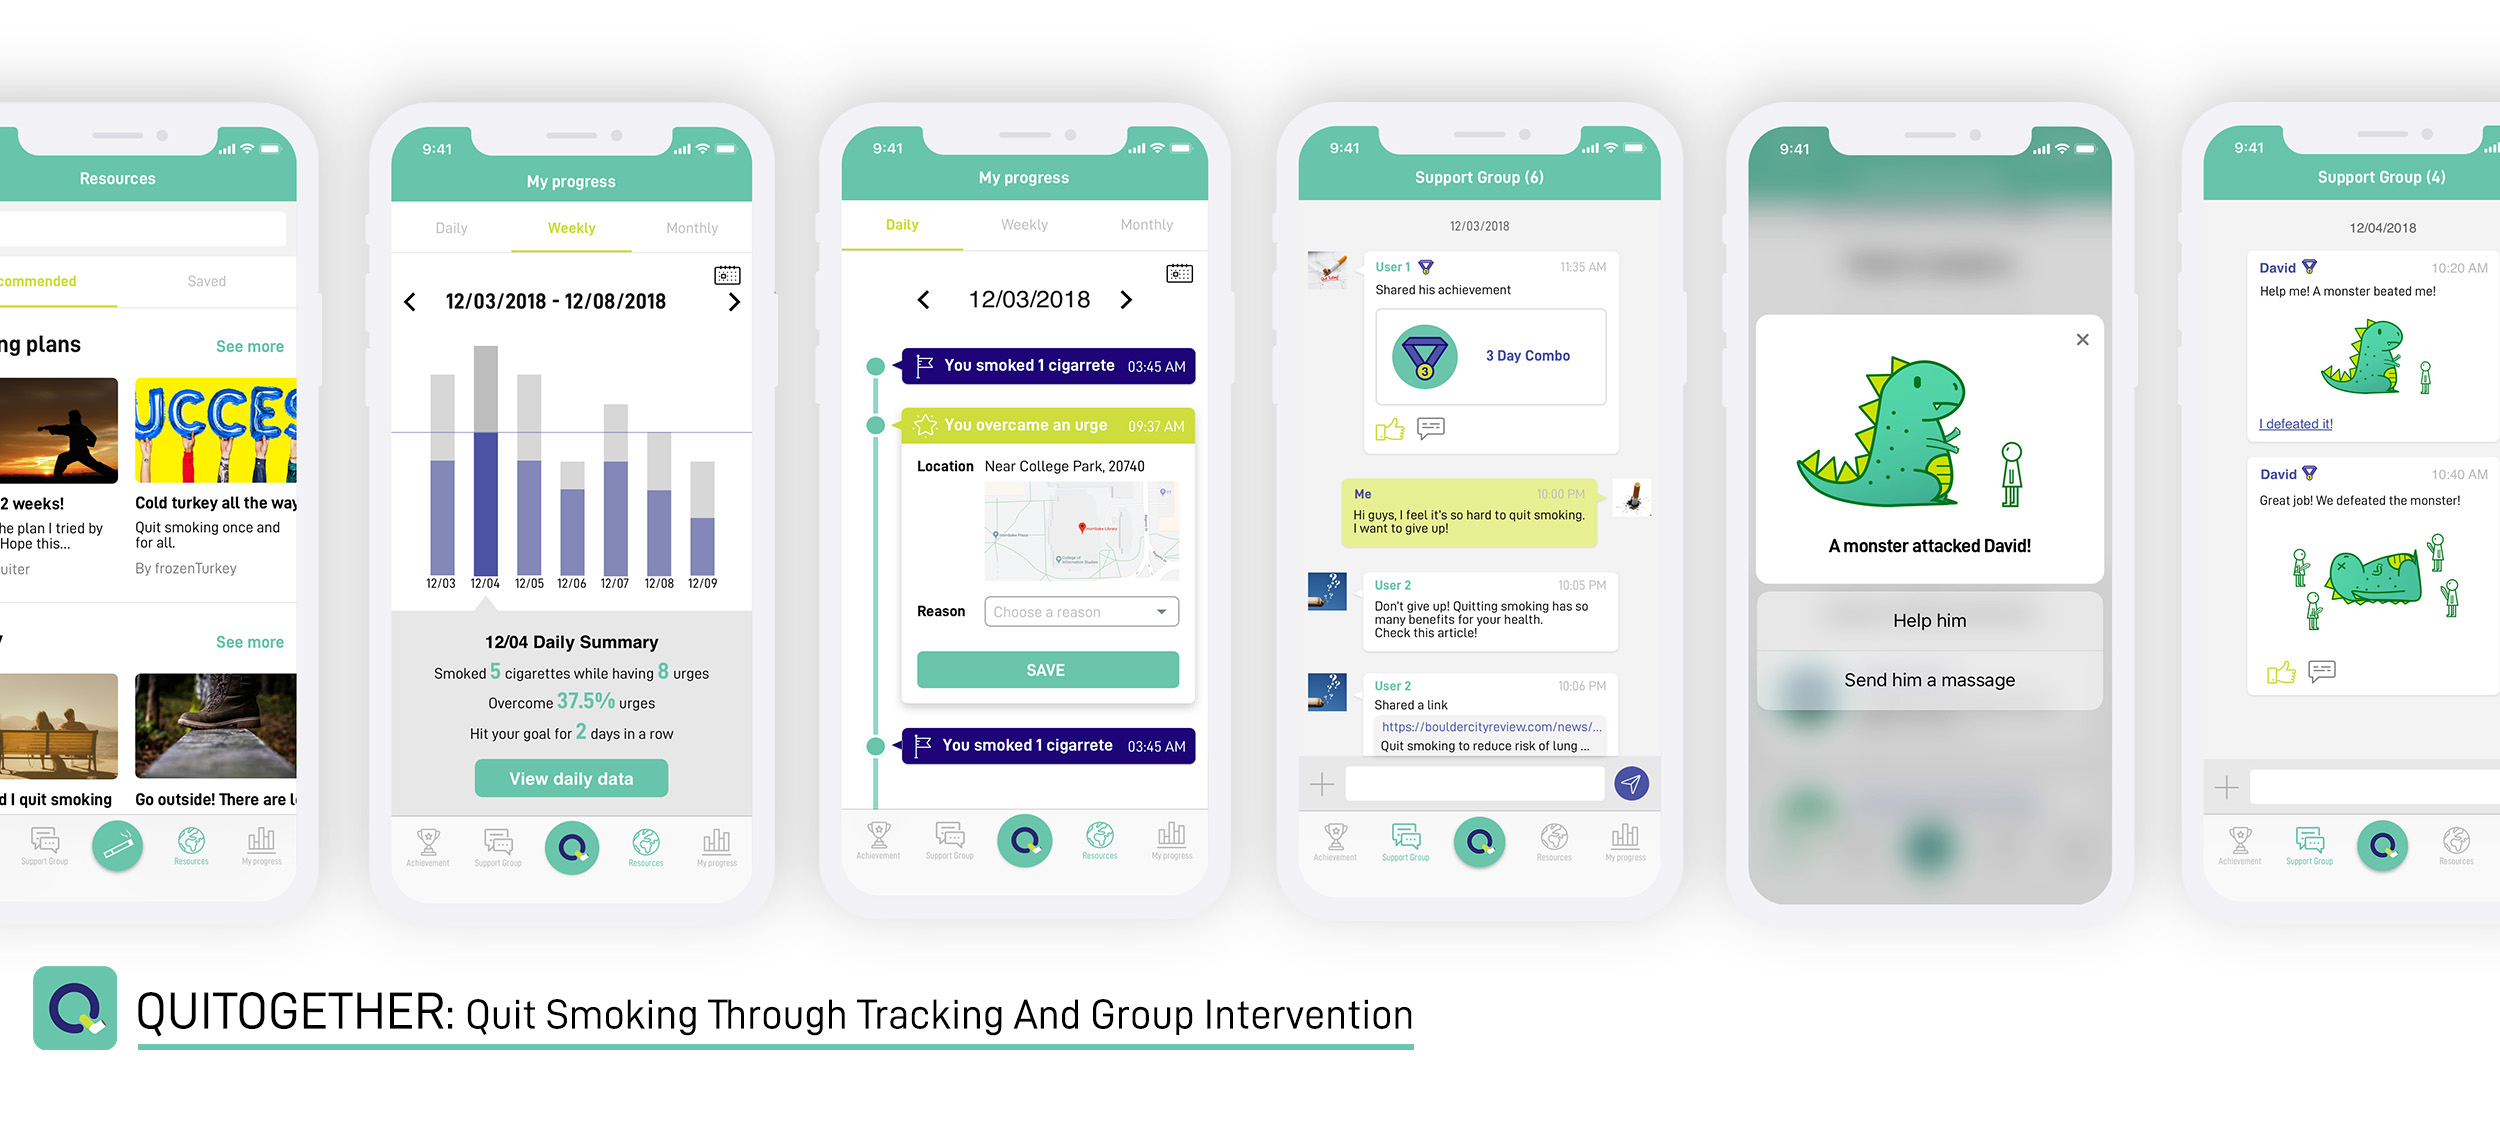 Resources
commended
Saved
ng plans
See more
UCCES
2 weeks!
he plan I tried by
Hope this...
uiter
Cold turkey all the way
Quit smoking once and
for all.
By frozenTurkey
y
See more
d I quit smoking
Go outside! There are l
Support Group
Resources
My progress
9:41
My progress
Daily
Weekly
Monthly
12/03/2018 - 12/08/2018
12/03
12/04
12/05
12/06
12/07
12/08
12/09
12/04 Daily Summary
Smoked 5 cigarettes while having 8 urges
Overcome 37.5% urges
Hit your goal for 2 days in a row
View daily data
Achievement
Support Group
Resources
My progress
9:41
My progress
Daily
Weekly
Monthly
12/03/2018
You smoked 1 cigarrete 03:45 AM
You overcame an urge 09:37 AM
Location Near College Park, 20740
Hornbake Plaza
Hornbake Library
College of
Information Studies
Reason Choose a reason
SAVE
You smoked 1 cigarrete 03:45 AM
Achievement
Support Group
Resources
My progress
9:41
Support Group (6)
12/03/2018
User 1 11:35 AM
Shared his achievement
3
3 Day Combo
Me 10:00 PM
Hi guys, I feel it's so hard to quit smoking.
I want to give up!
User 2 10:05 PM
Don't give up! Quitting smoking has so
many benefits for your health.
Check this article!
User 2 10:06 PM
Shared a link
https://bouldercityreview.com/news/...
Quit smoking to reduce risk of lung ...
Achievement
Support Group
Resources
My progress
9:41
A monster attacked David!
Help him
Send him a massage
9:41
Support Group (4)
12/04/2018
David 10:20 AM
Help me! A monster beated me!
I defeated it!
David 10:40 AM
Great job! We defeated the monster!
Achievement
Support Group
Resources
QUITOGETHER: Quit Smoking Through Tracking And Group Intervention